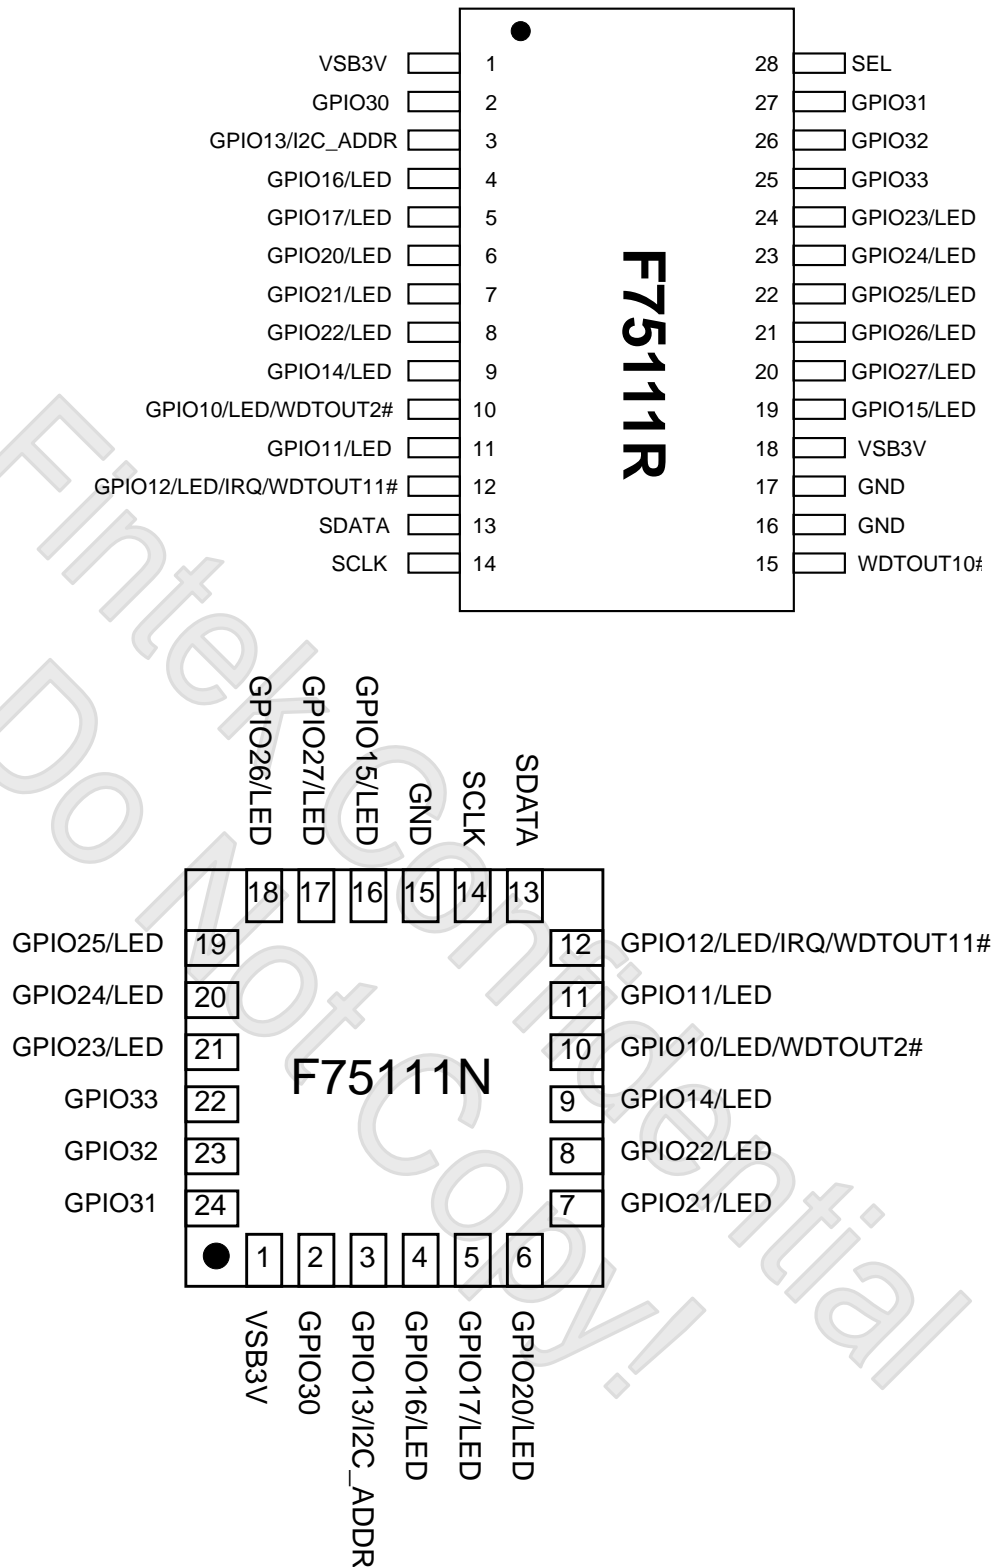 VSB3V 1 28 SEL
GPIO30 2 27 GPIO31
GPIO13/I2C_ADDR 3 26 GPIO32
GPIO16/LED 4 25 GPIO33
GPIO17/LED 5 24 GPIO23/LED
GPIO20/LED 6 23 GPIO24/LED
GPIO21/LED 7 22 GPIO25/LED
GPIO22/LED 8 21 GPIO26/LED
GPIO14/LED 9 20 GPIO27/LED
GPIO10/LED/WDTOUT2# 10 19 GPIO15/LED
GPIO11/LED 11 18 VSB3V
GPIO12/LED/IRQ/WDTOUT11# 12 17 GND
SDATA 13 16 GND
SCLK 14 15 WDTOUT10#
F75111R
GPIO26/LED
GPIO27/LED
GPIO15/LED
GND
SCLK
SDATA
18 17 16 15 14 13
GPIO25/LED 19 12 GPIO12/LED/IRQ/WDTOUT11#
GPIO24/LED 20 11 GPIO11/LED
GPIO23/LED 21 10 GPIO10/LED/WDTOUT2#
F75111N
GPIO33 22 9 GPIO14/LED
GPIO32 23 8 GPIO22/LED
GPIO31 24 7 GPIO21/LED
1 2 3 4 5 6
VSB3V
GPIO30
GPIO13/I2C_ADDR
GPIO16/LED
GPIO17/LED
GPIO20/LED
Fintek Confidential
Do Not Copy!